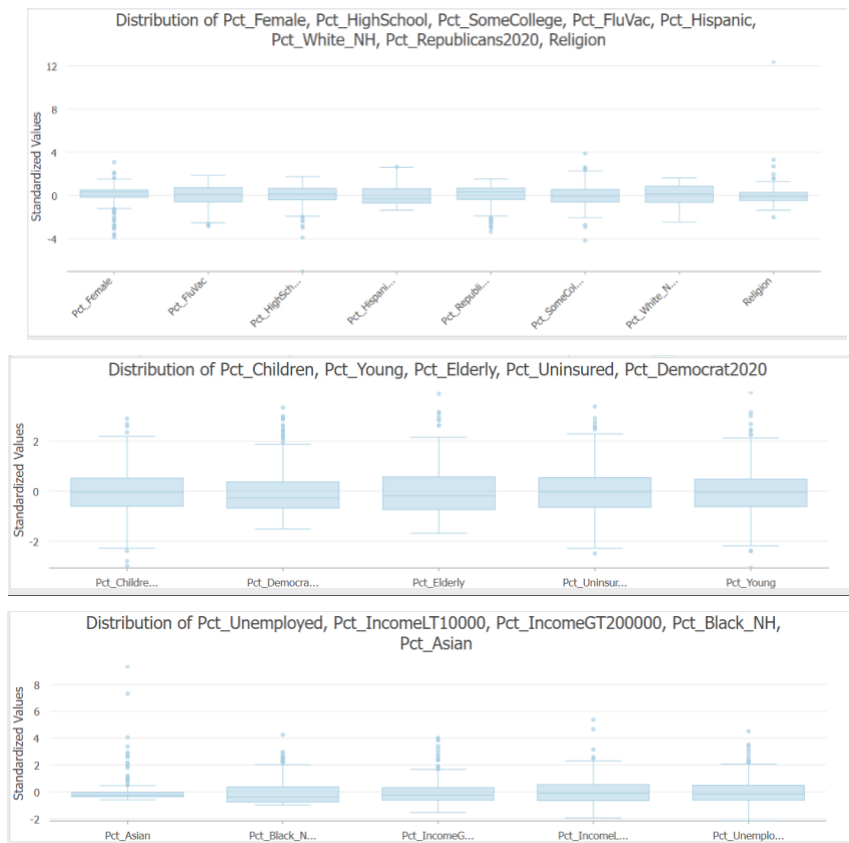 Distribution of Pct_Female, Pct_HighSchool, Pct_SomeCollege, Pct_FluVac, Pct_Hispanic,
Pct_White_NH, Pct_Republicans2020, Religion
12
8
4
0
-4
Standardized Values
Pct_Female
Pct_FluVac
Pct_HighSch...
Pct_Hispani...
Pct_Republi...
Pct_SomeCol...
Pct_White_N...
Religion
Distribution of Pct_Children, Pct_Young, Pct_Elderly, Pct_Uninsured, Pct_Democrat2020
2
0
-2
Standardized Values
Pct_Childre...
Pct_Democra...
Pct_Elderly
Pct_Uninsur...
Pct_Young
Distribution of Pct_Unemployed, Pct_IncomeLT10000, Pct_IncomeGT200000, Pct_Black_NH,
Pct_Asian
8
6
4
2
0
-2
Standardized Values
Pct_Asian
Pct_Black_N...
Pct_IncomeG...
Pct_IncomeL...
Pct_Unemplo...